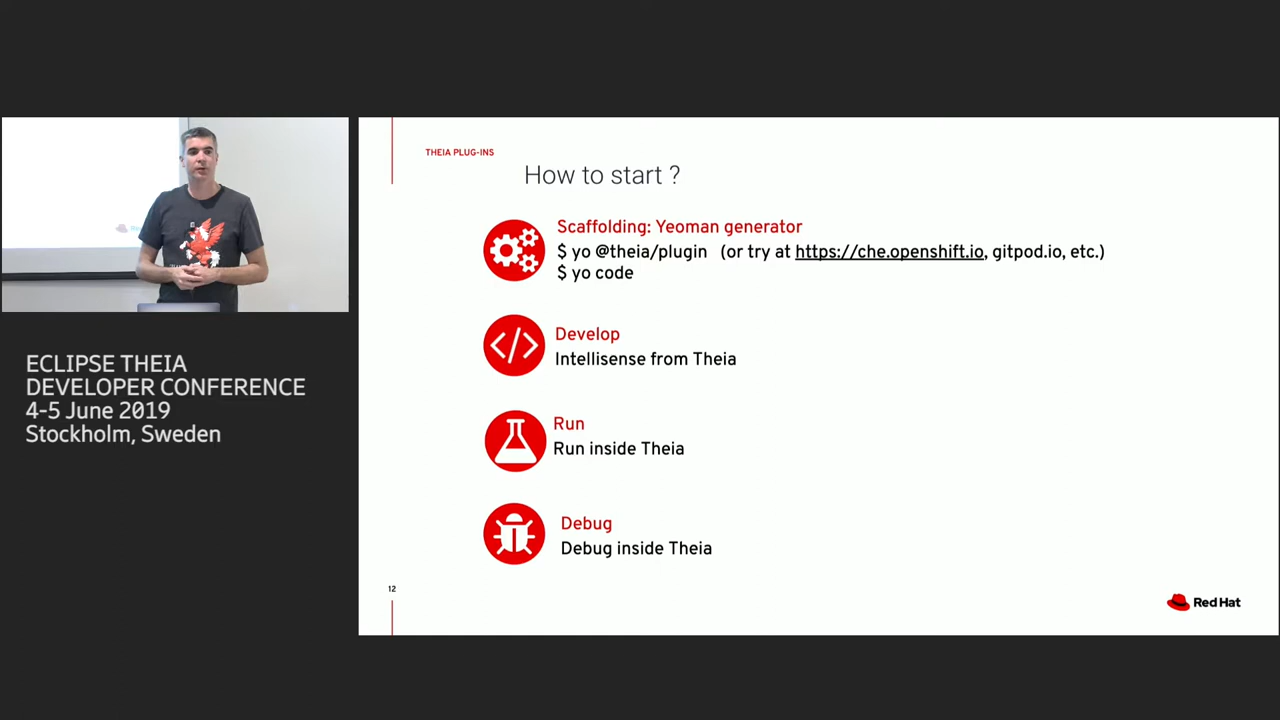 ECLIPSE THEIA
DEVELOPER CONFERENCE
4-5 June 2019
Stockholm, Sweden
THEIA PLUG-INS
How to start ?
Scaffolding: Yeoman generator
$ yo @theia/plugin (or try at https://che.openshift.io, gitpod.io, etc.)
$ yo code
Develop
Intellisense from Theia
Run
Run inside Theia
Debug
Debug inside Theia
12
Red Hat